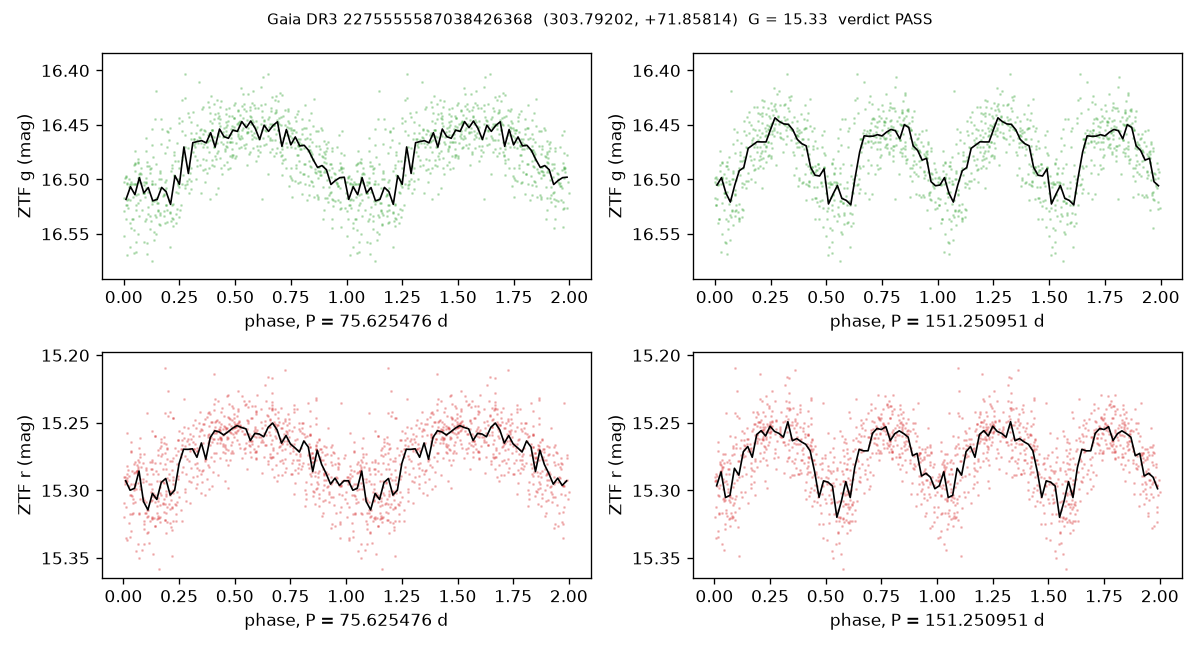 Gaia DR3 2275555587038426368  (303.79202, +71.85814)  G = 15.33  verdict PASS
ZTF g (mag)
16.40
16.45
16.50
16.55
0.00 0.25 0.50 0.75 1.00 1.25 1.50 1.75 2.00
phase, P = 75.625476 d
ZTF g (mag)
16.40
16.45
16.50
16.55
0.00 0.25 0.50 0.75 1.00 1.25 1.50 1.75 2.00
phase, P = 151.250951 d
ZTF r (mag)
15.20
15.25
15.30
15.35
0.00 0.25 0.50 0.75 1.00 1.25 1.50 1.75 2.00
phase, P = 75.625476 d
ZTF r (mag)
15.20
15.25
15.30
15.35
0.00 0.25 0.50 0.75 1.00 1.25 1.50 1.75 2.00
phase, P = 151.250951 d